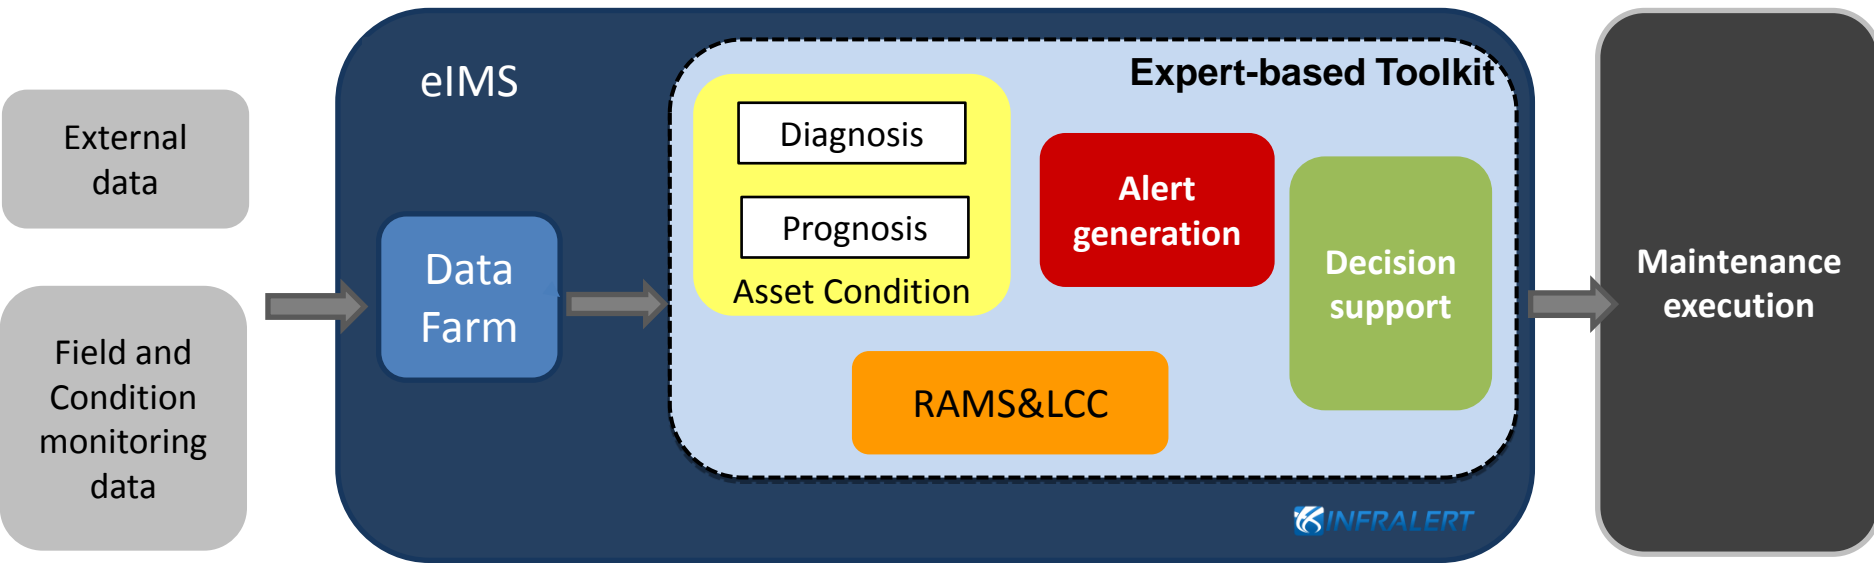 External
data
Field and
Condition
monitoring
data
eIMS
Data
Farm
Expert-based Toolkit
Diagnosis
Prognosis
Asset Condition
Alert
generation
RAMS&LCC
Decision
support
INFRALERT
Maintenance
execution